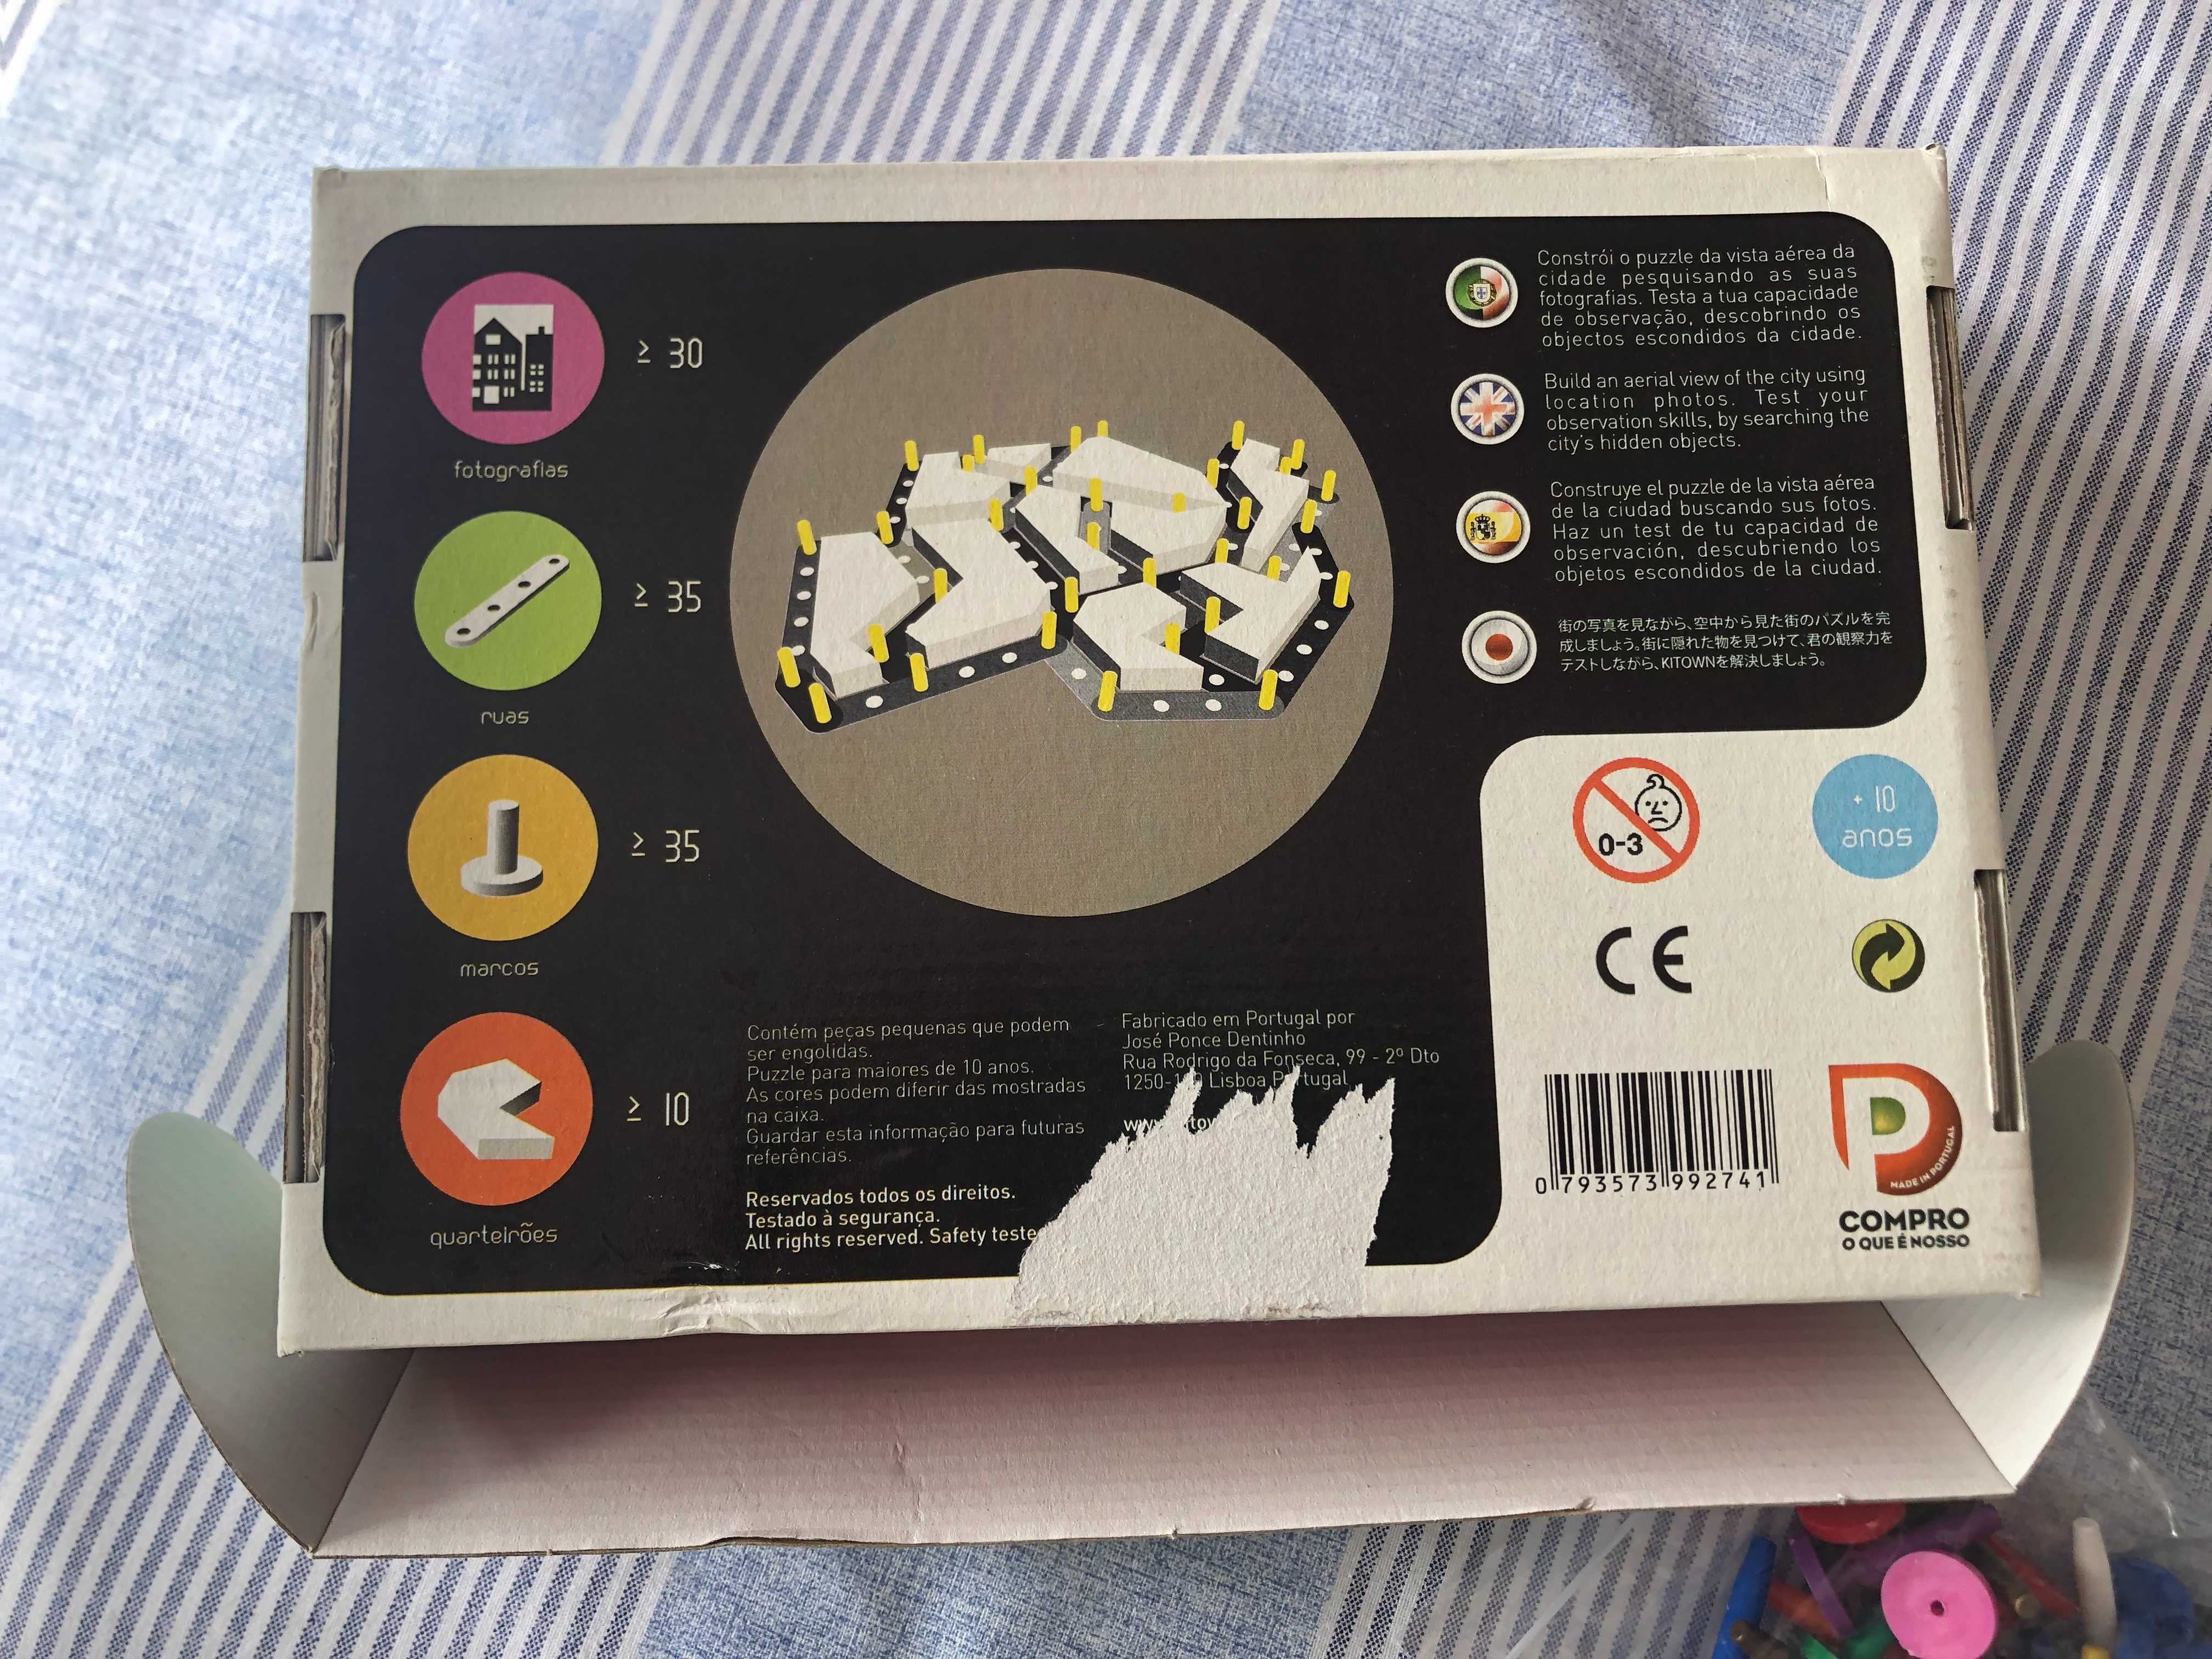 ≥ 30
fotografias
≥ 35
ruas
≥ 35
marcos
≥ 10
quarteirões
Constrói o puzzle da vista aérea da
cidade pesquisando as suas
fotografias. Testa a tua capacidade
de observação, descobrindo os
objectos escondidos da cidade.
Build an aerial view of the city using
location photos. Test your
observation skills, by searching the
city's hidden objects.
Construye el puzzle de la vista aérea
de la ciudad buscando sus fotos.
Haz un test de tu capacidad de
observación, descubriendo los
objetos escondidos de la ciudad.
街の写真を見ながら、空中から見た街のパズルを完
成しましょう。街に隠れた物を見つけて、君の観察力を
テストしながら、KITOWNを解決しましょう。
Contém peças pequenas que podem
ser engolidas.
Puzzle para maiores de 10 anos.
As cores podem diferir das mostradas
na caixa.
Guardar esta informação para futuras
referências.
Reservados todos os direitos.
Testado à segurança.
All rights reserved. Safety teste
Fabricado em Portugal por
José Ponce Dentinho
Rua Rodrigo da Fonseca, 99 - 2º Dto
Lisboa
0-3
+ 10
anos
CE
0 793573 992741
MADE IN PORTUGAL
COMPRO
O QUE É NOSSO